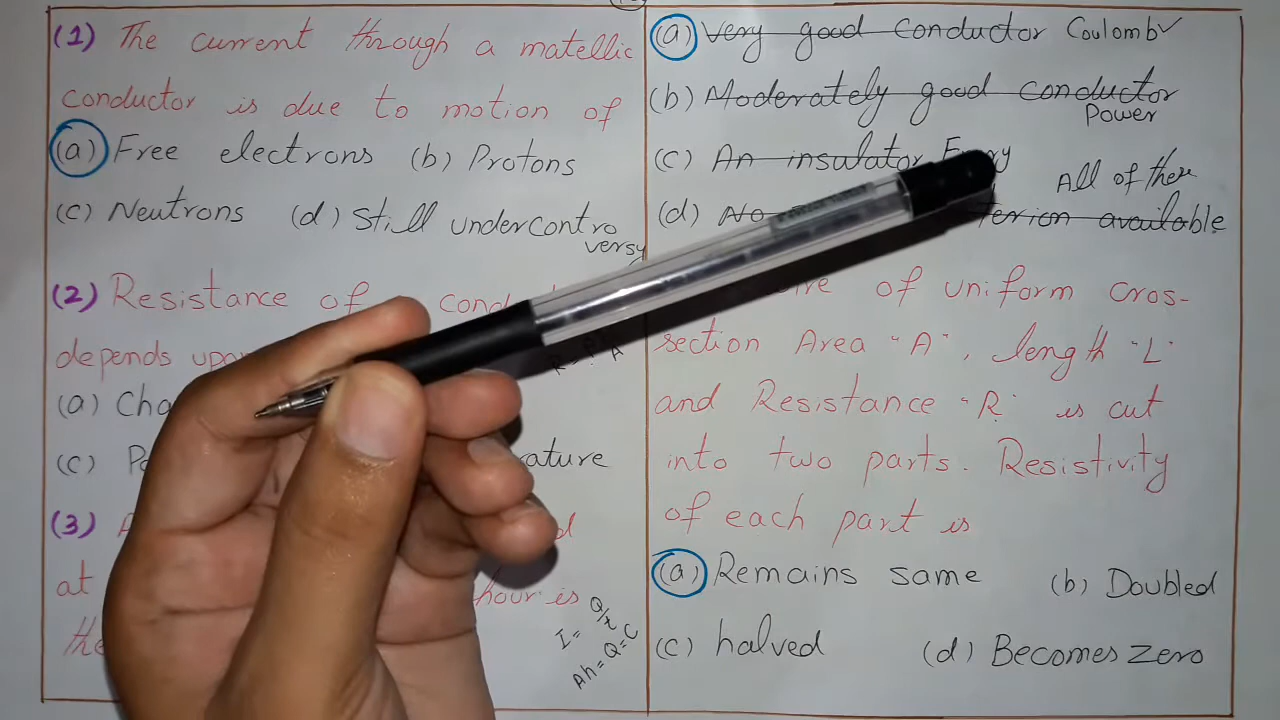 (1) The current through a matellic
conductor is due to motion of
(a) Free electrons (b) Protons
(c) Neutrons (d) Still undercontro
versy
(2) Resistance of
depends
(a)
(c)
(3)
at hour is
the
I = Q/t
Ah = Q = C
(a) Very good conductor Coulomb
(b) Moderately good conductor
Power
(c) An insulator
All of these
(d) No available
of uniform cros-
section Area "A", length "L"
and Resistance "R" is cut
into two parts. Resistivity
of each part is
(a) Remains same (b) Doubled
(c) halved (d) Becomes zero